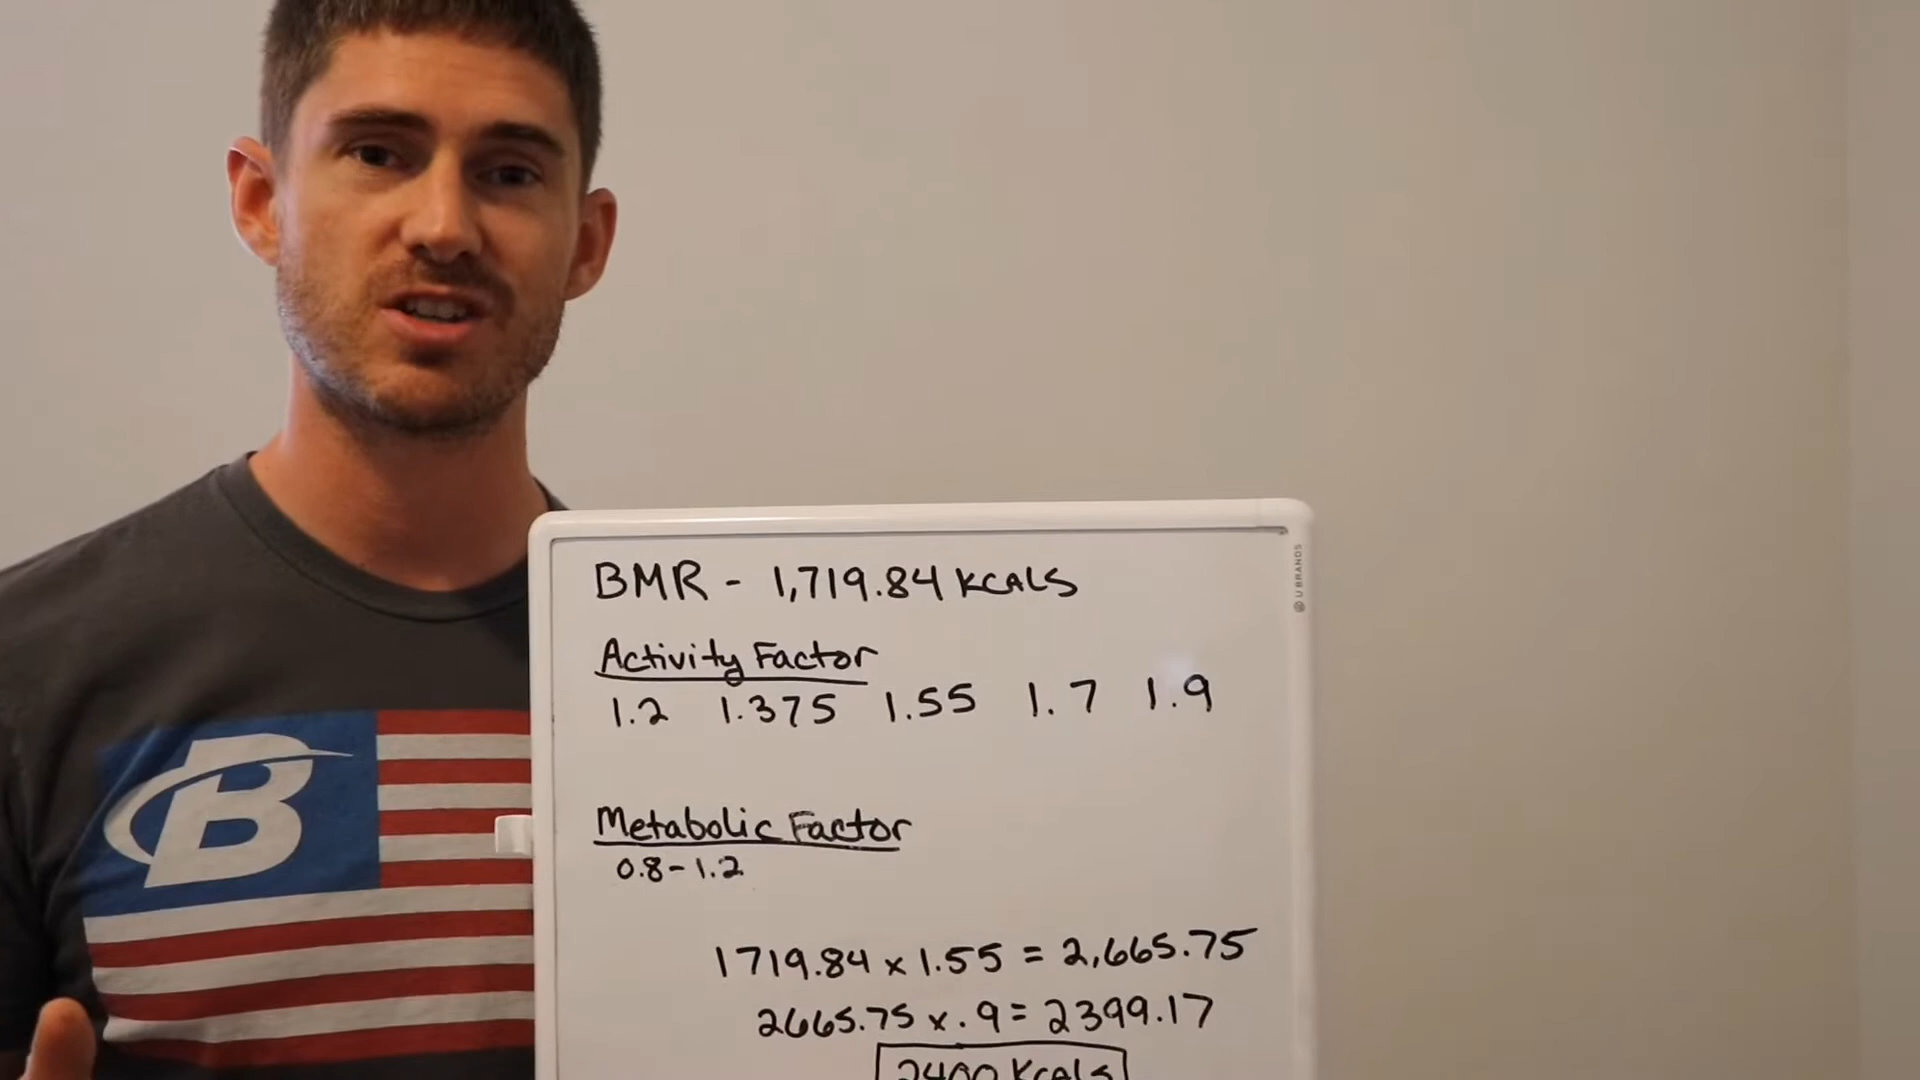 BMR - 1,719.84 KCALS
Activity Factor
1.2 1.375 1.55 1.7 1.9
Metabolic Factor
0.8-1.2
1719.84 x 1.55 = 2,665.75
2665.75 x .9 = 2399.17
2400 Kcals
U BRANDS
B